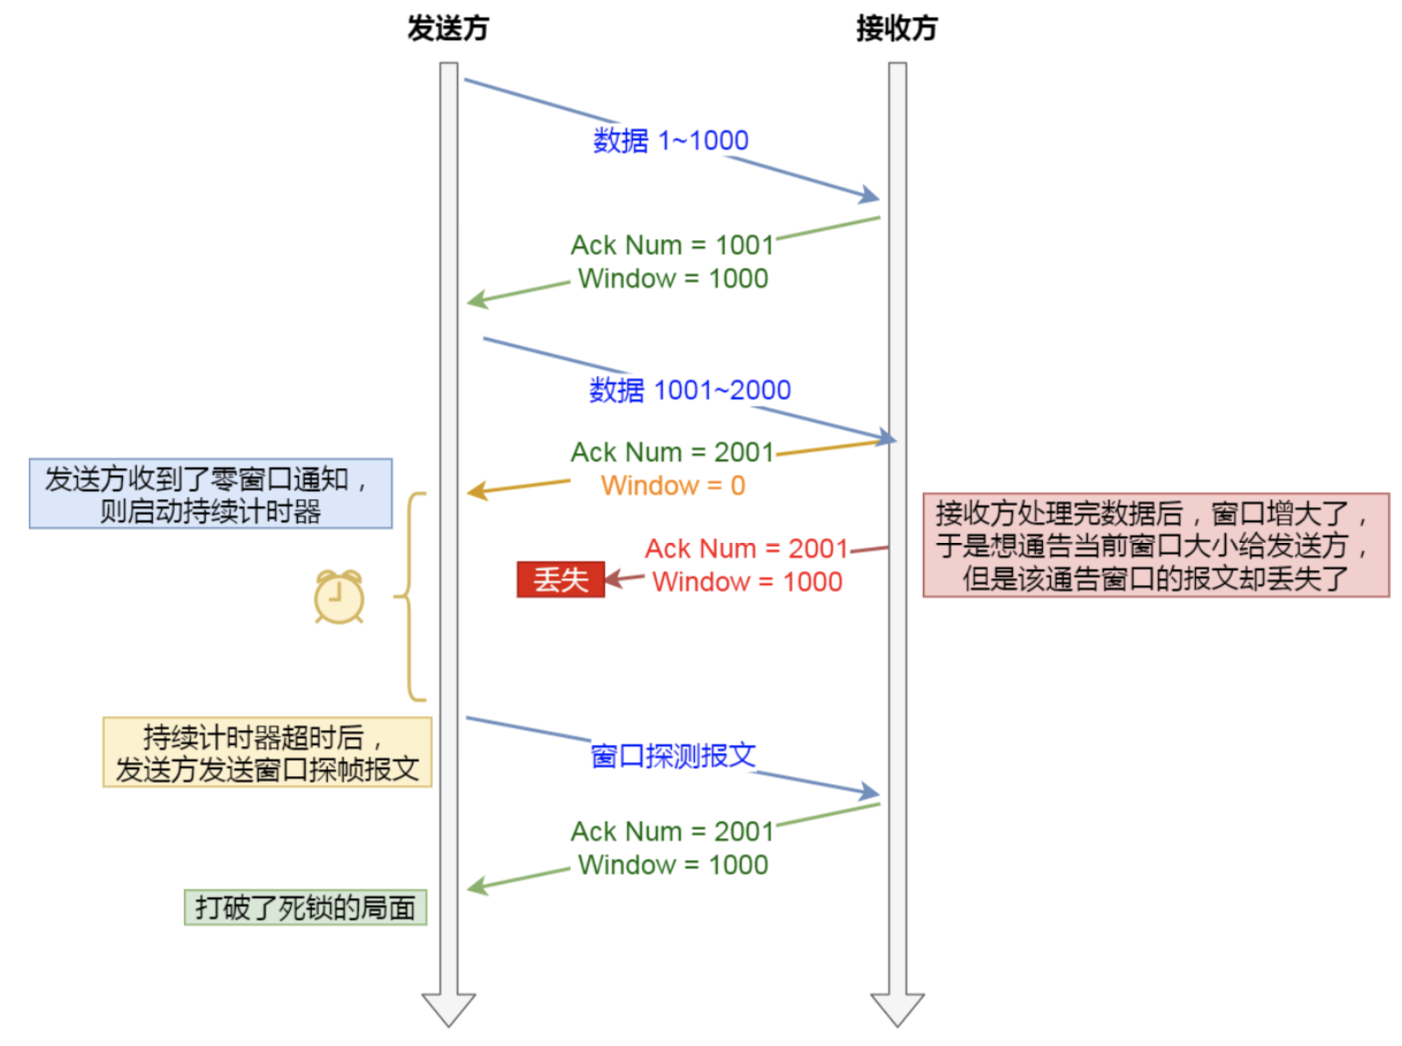 发送方
接收方
数据 1~1000
Ack Num = 1001
Window = 1000
数据 1001~2000
Ack Num = 2001
Window = 0
发送方收到了零窗口通知，
则启动持续计时器
接收方处理完数据后，窗口增大了，
于是想通告当前窗口大小给发送方，
但是该通告窗口的报文却丢失了
Ack Num = 2001
Window = 1000
丢失
持续计时器超时后，
发送方发送窗口探帧报文
窗口探测报文
Ack Num = 2001
Window = 1000
打破了死锁的局面